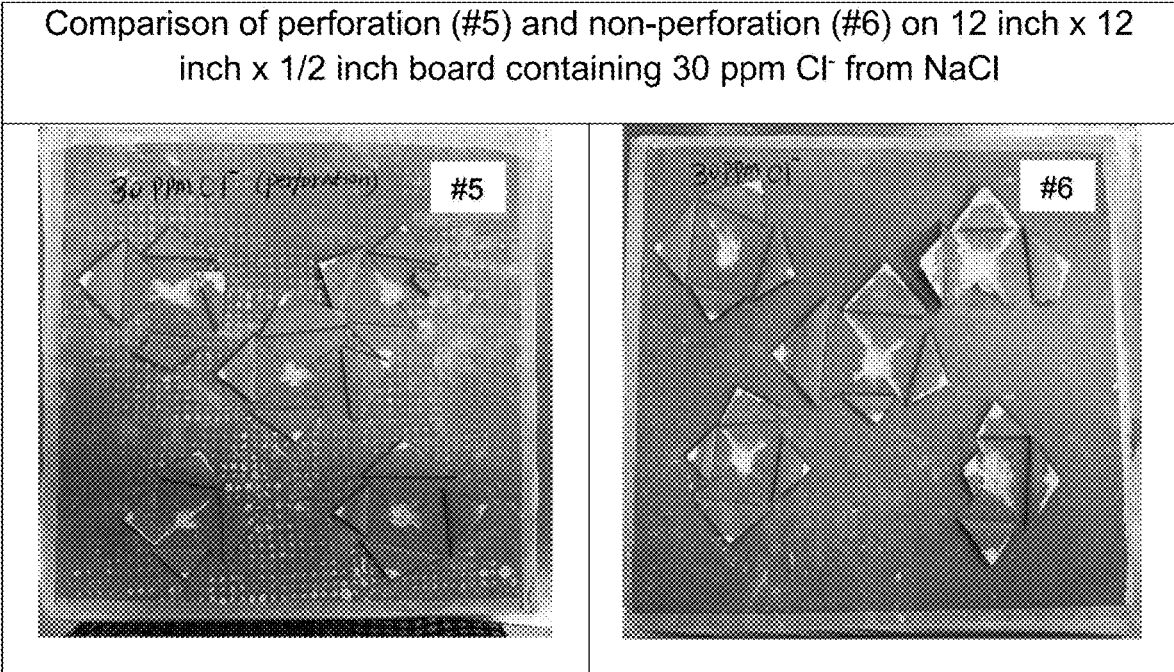 Comparison of perforation (#5) and non-perforation (#6) on 12 inch x 12
inch x 1/2 inch board containing 30 ppm Cl⁻ from NaCl
#5
30 ppm Cl⁻ (perforation)
#6
30 ppm Cl⁻